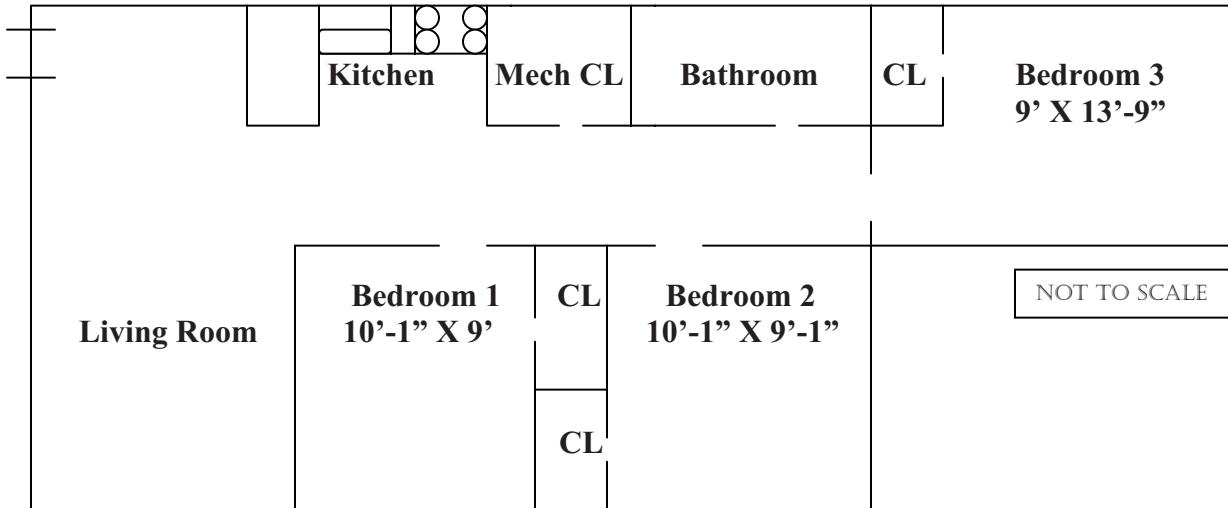 Kitchen
Mech CL
Bathroom
CL
Bedroom 3
9’ X 13’-9”
Living Room
Bedroom 1
10’-1” X 9’
CL
CL
Bedroom 2
10’-1” X 9’-1”
NOT TO SCALE